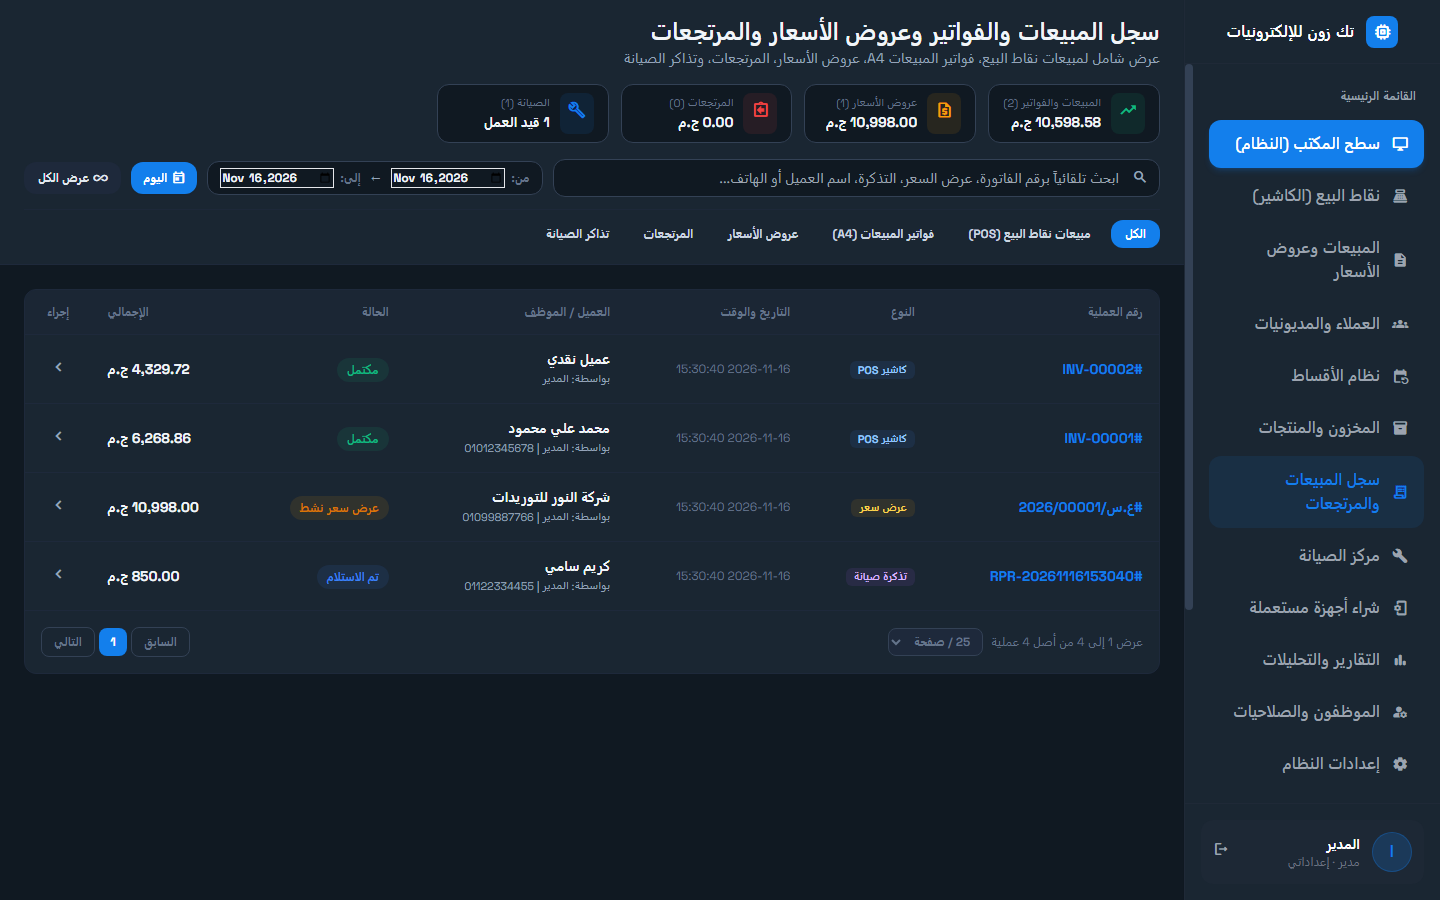 تك زون للإلكترونيات
القائمة الرئيسية
سطح المكتب (النظام)
نقاط البيع (الكاشير)
المبيعات وعروض
الأسعار
العملاء والمديونيات
نظام الأقساط
المخزون والمنتجات
سجل المبيعات
والمرتجعات
مركز الصيانة
شراء أجهزة مستعملة
التقارير والتحليلات
الموظفون والصلاحيات
إعدادات النظام
ا
المدير
مدير · إعداداتي
سجل المبيعات والفواتير وعروض الأسعار والمرتجعات
عرض شامل لمبيعات نقاط البيع، فواتير المبيعات A4، عروض الأسعار، المرتجعات، وتذاكر الصيانة
المبيعات والفواتير (2)
10,598.58 ج.م
عروض الأسعار (1)
10,998.00 ج.م
المرتجعات (0)
0.00 ج.م
الصيانة (1)
1 قيد العمل
ابحث تلقائياً برقم الفاتورة، عرض السعر، التذكرة، اسم العميل أو الهاتف...
من: Nov 16,2026 ← إلى: Nov 16,2026
اليوم
عرض الكل
الكل مبيعات نقاط البيع (POS) فواتير المبيعات (A4) عروض الأسعار المرتجعات تذاكر الصيانة
رقم العملية النوع التاريخ والوقت العميل / الموظف الحالة الإجمالي إجراء
#INV-00002 كاشير POS 2026-11-16 15:30:40 عميل نقدي مكتمل 4,329.72 ج.م
بواسطة: المدير
#INV-00001 كاشير POS 2026-11-16 15:30:40 محمد علي محمود مكتمل 6,268.86 ج.م
بواسطة: المدير | 01012345678
#ع.س/2026/00001 عرض سعر 2026-11-16 15:30:40 شركة النور للتوريدات عرض سعر نشط 10,998.00 ج.م
بواسطة: المدير | 01099887766
#RPR-20261116153040 تذكرة صيانة 2026-11-16 15:30:40 كريم سامي تم الاستلام 850.00 ج.م
بواسطة: المدير | 01122334455
عرض 1 إلى 4 من أصل 4 عملية 25 / صفحة
السابق 1 التالي